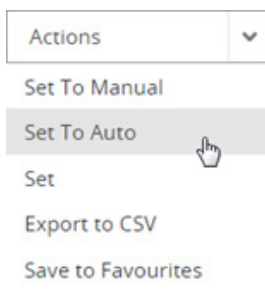 Actions
Set To Manual
Set To Auto
Set
Export to CSV
Save to Favourites